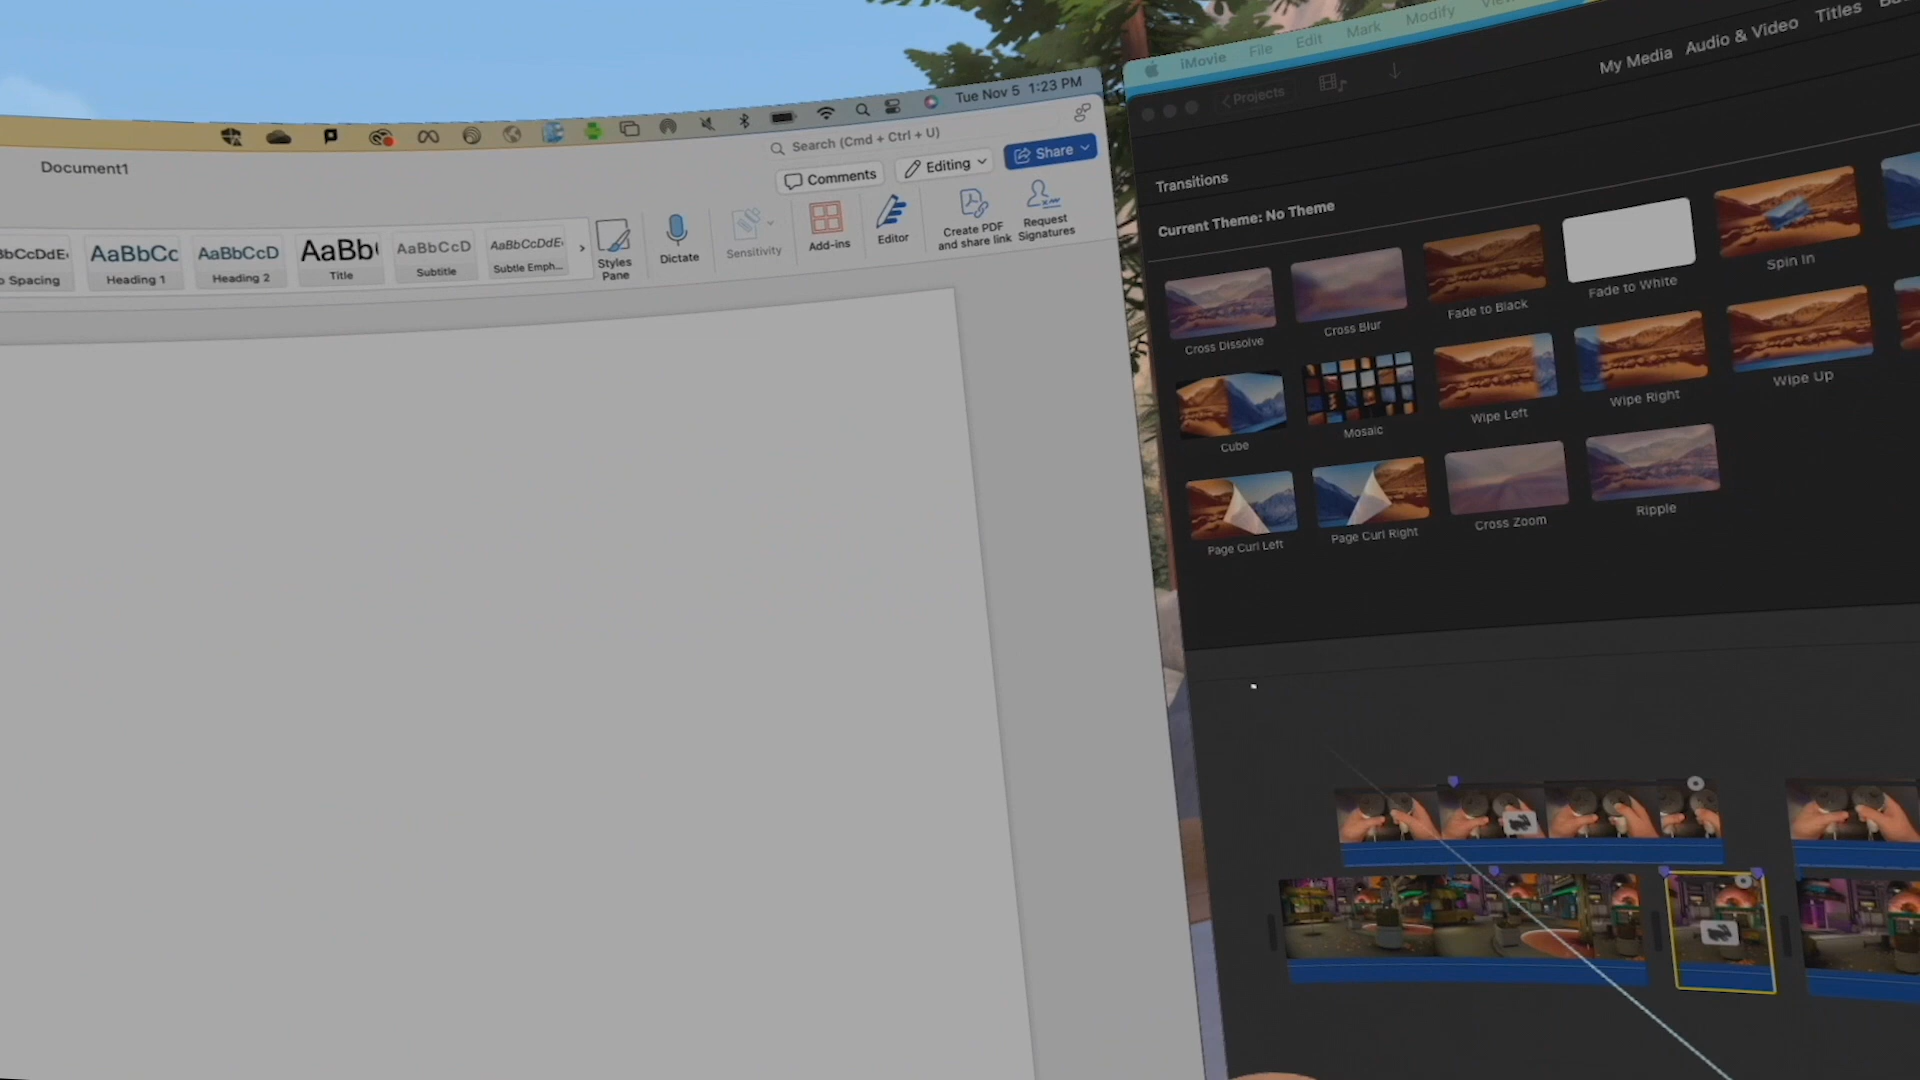 Tue Nov 5 1:23 PM
Document1
Search (Cmd + Ctrl + U)
Comments
Editing
Share
AaBbCc
AaBbCcD
AaBb(
AaBbCcD
AaBbCcDdE
Spacing
Heading 1
Heading 2
Title
Subtitle
Subtle Emph...
Styles
Pane
Dictate
Sensitivity
Add-ins
Editor
Create PDF
and share link
Request
Signatures
iMovie File Edit Mark Modify
Projects
My Media Audio & Video Titles
Transitions
Current Theme: No Theme
Cross Dissolve
Cross Blur
Fade to Black
Fade to White
Spin In
Cube
Mosaic
Wipe Left
Wipe Right
Wipe Up
Page Curl Left
Page Curl Right
Cross Zoom
Ripple